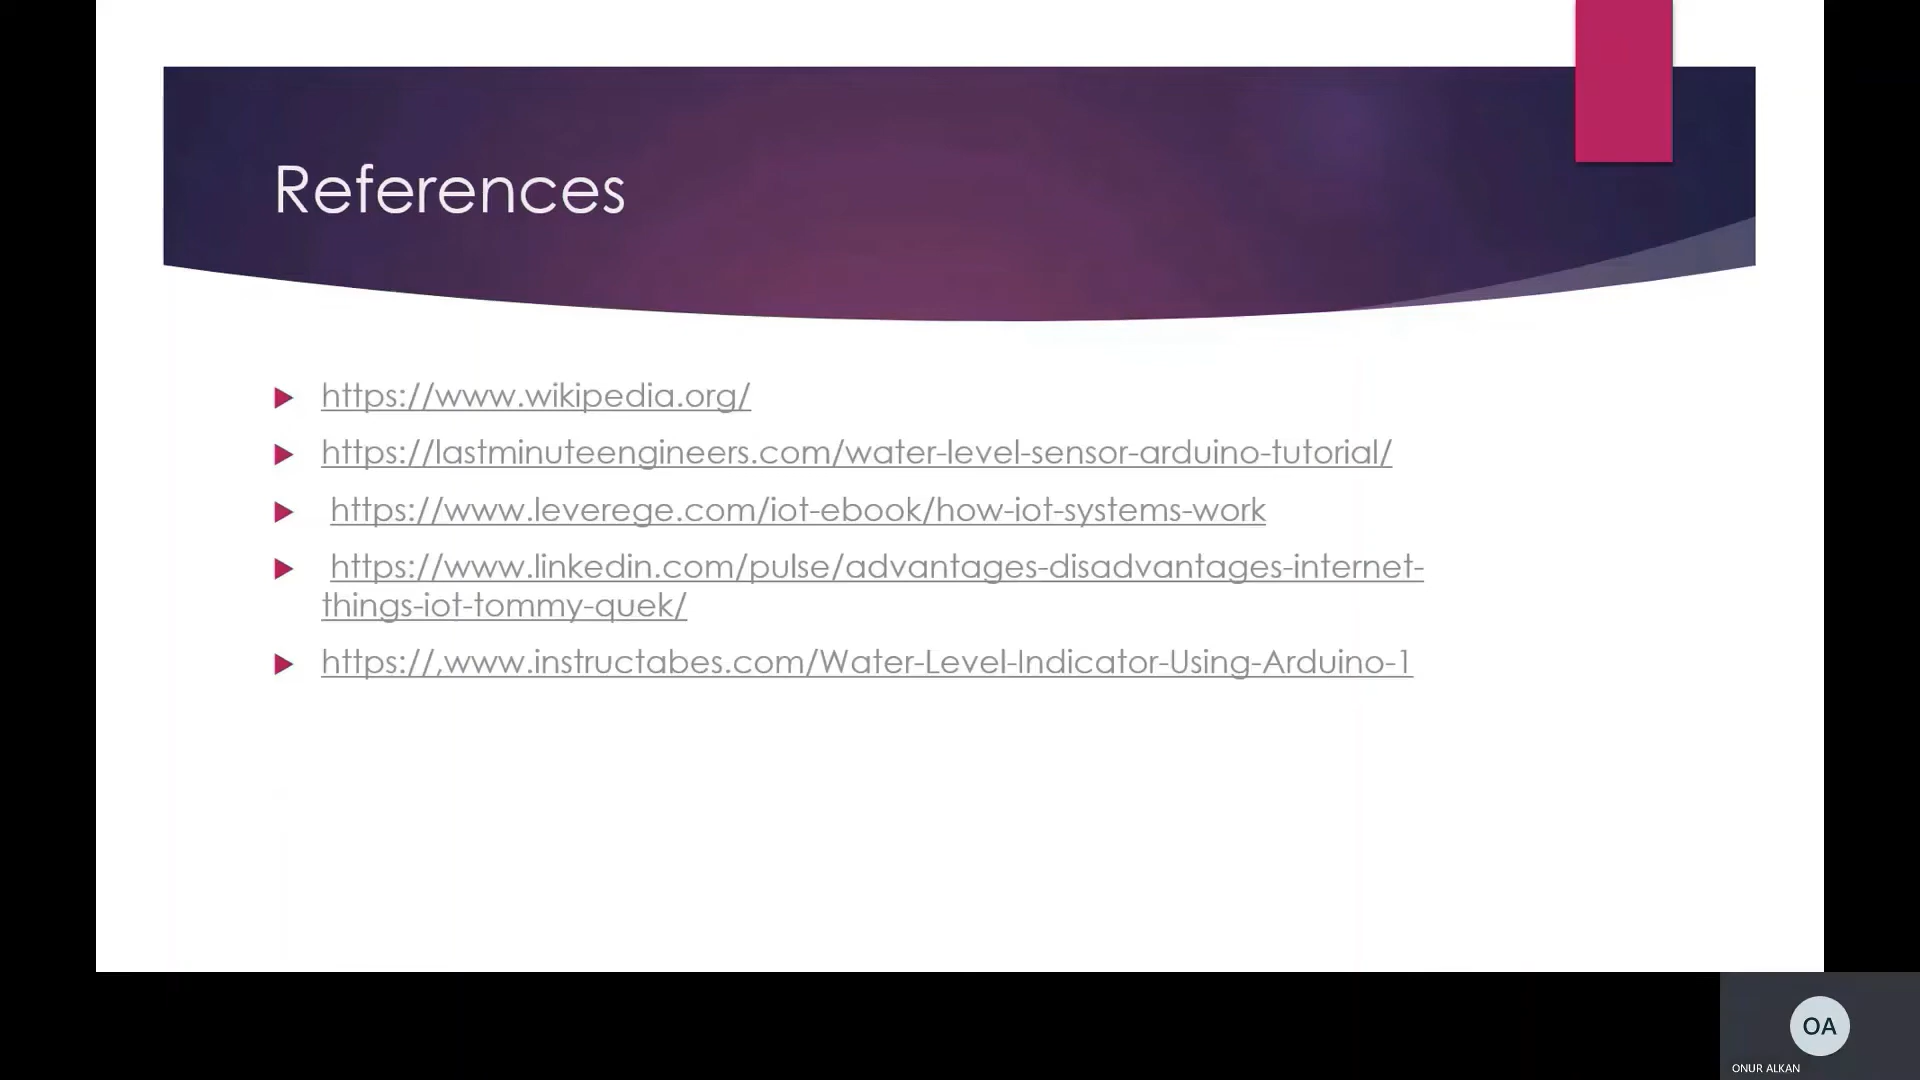 References
https://www.wikipedia.org/
https://lastminuteengineers.com/water-level-sensor-arduino-tutorial/
https://www.leverege.com/iot-ebook/how-iot-systems-work
https://www.linkedin.com/pulse/advantages-disadvantages-internet-
things-iot-tommy-quek/
https://,www.instructabes.com/Water-Level-Indicator-Using-Arduino-1
OA
ONUR ALKAN